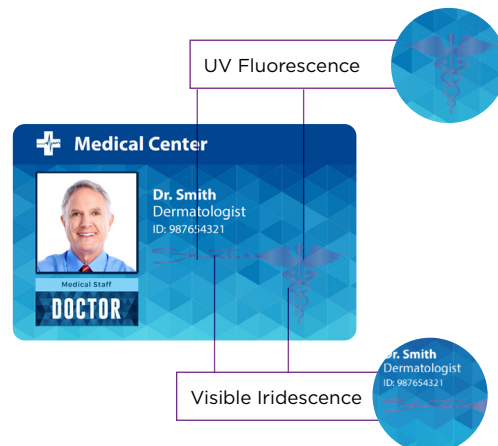 UV Fluorescence
Medical Center
Dr. Smith
Dermatologist
ID: 987654321
Medical Staff
DOCTOR
Visible Iridescence
Dr. Smith
Dermatologist
ID: 987654321